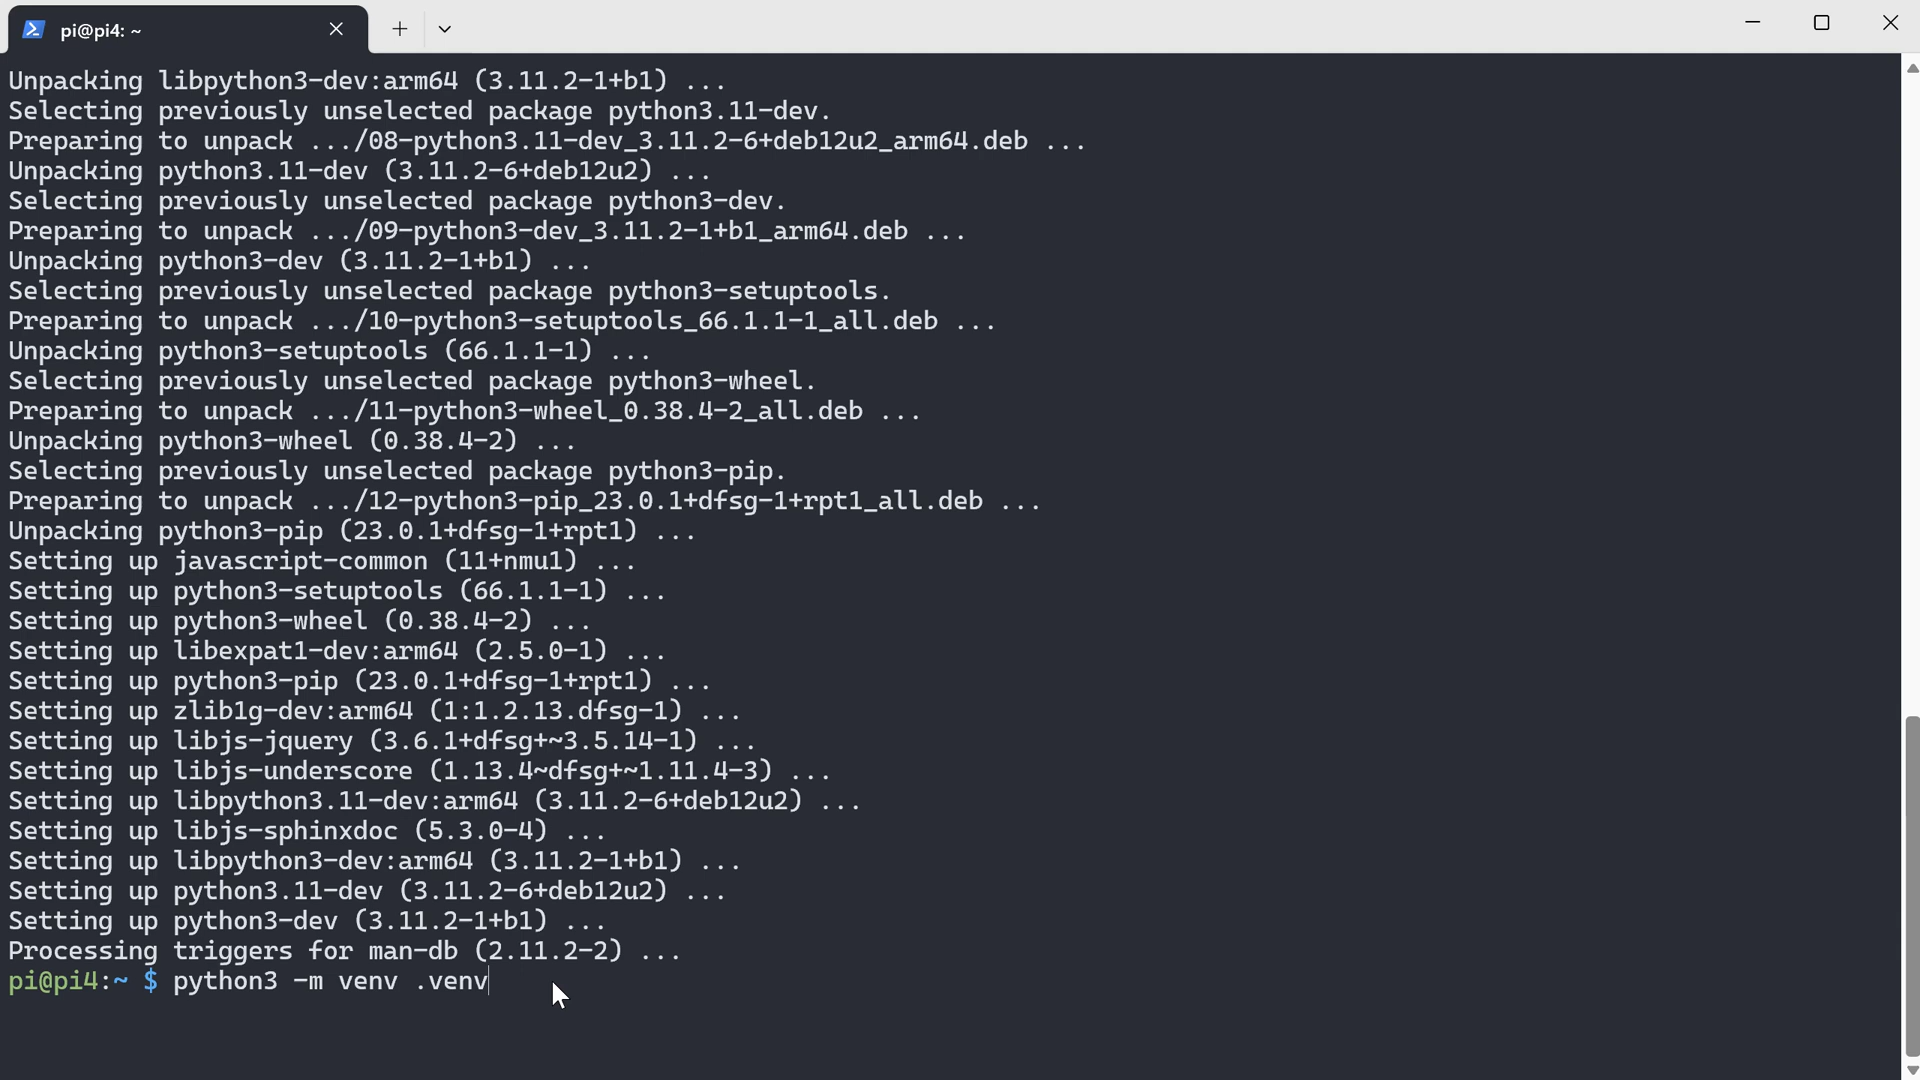 pi@pi4: ~
Unpacking libpython3-dev:arm64 (3.11.2-1+b1) ...
Selecting previously unselected package python3.11-dev.
Preparing to unpack .../08-python3.11-dev_3.11.2-6+deb12u2_arm64.deb ...
Unpacking python3.11-dev (3.11.2-6+deb12u2) ...
Selecting previously unselected package python3-dev.
Preparing to unpack .../09-python3-dev_3.11.2-1+b1_arm64.deb ...
Unpacking python3-dev (3.11.2-1+b1) ...
Selecting previously unselected package python3-setuptools.
Preparing to unpack .../10-python3-setuptools_66.1.1-1_all.deb ...
Unpacking python3-setuptools (66.1.1-1) ...
Selecting previously unselected package python3-wheel.
Preparing to unpack .../11-python3-wheel_0.38.4-2_all.deb ...
Unpacking python3-wheel (0.38.4-2) ...
Selecting previously unselected package python3-pip.
Preparing to unpack .../12-python3-pip_23.0.1+dfsg-1+rpt1_all.deb ...
Unpacking python3-pip (23.0.1+dfsg-1+rpt1) ...
Setting up javascript-common (11+nmu1) ...
Setting up python3-setuptools (66.1.1-1) ...
Setting up python3-wheel (0.38.4-2) ...
Setting up libexpat1-dev:arm64 (2.5.0-1) ...
Setting up python3-pip (23.0.1+dfsg-1+rpt1) ...
Setting up zlib1g-dev:arm64 (1:1.2.13.dfsg-1) ...
Setting up libjs-jquery (3.6.1+dfsg+~3.5.14-1) ...
Setting up libjs-underscore (1.13.4~dfsg+~1.11.4-3) ...
Setting up libpython3.11-dev:arm64 (3.11.2-6+deb12u2) ...
Setting up libjs-sphinxdoc (5.3.0-4) ...
Setting up libpython3-dev:arm64 (3.11.2-1+b1) ...
Setting up python3.11-dev (3.11.2-6+deb12u2) ...
Setting up python3-dev (3.11.2-1+b1) ...
Processing triggers for man-db (2.11.2-2) ...
pi@pi4:~ $ python3 -m venv .venv